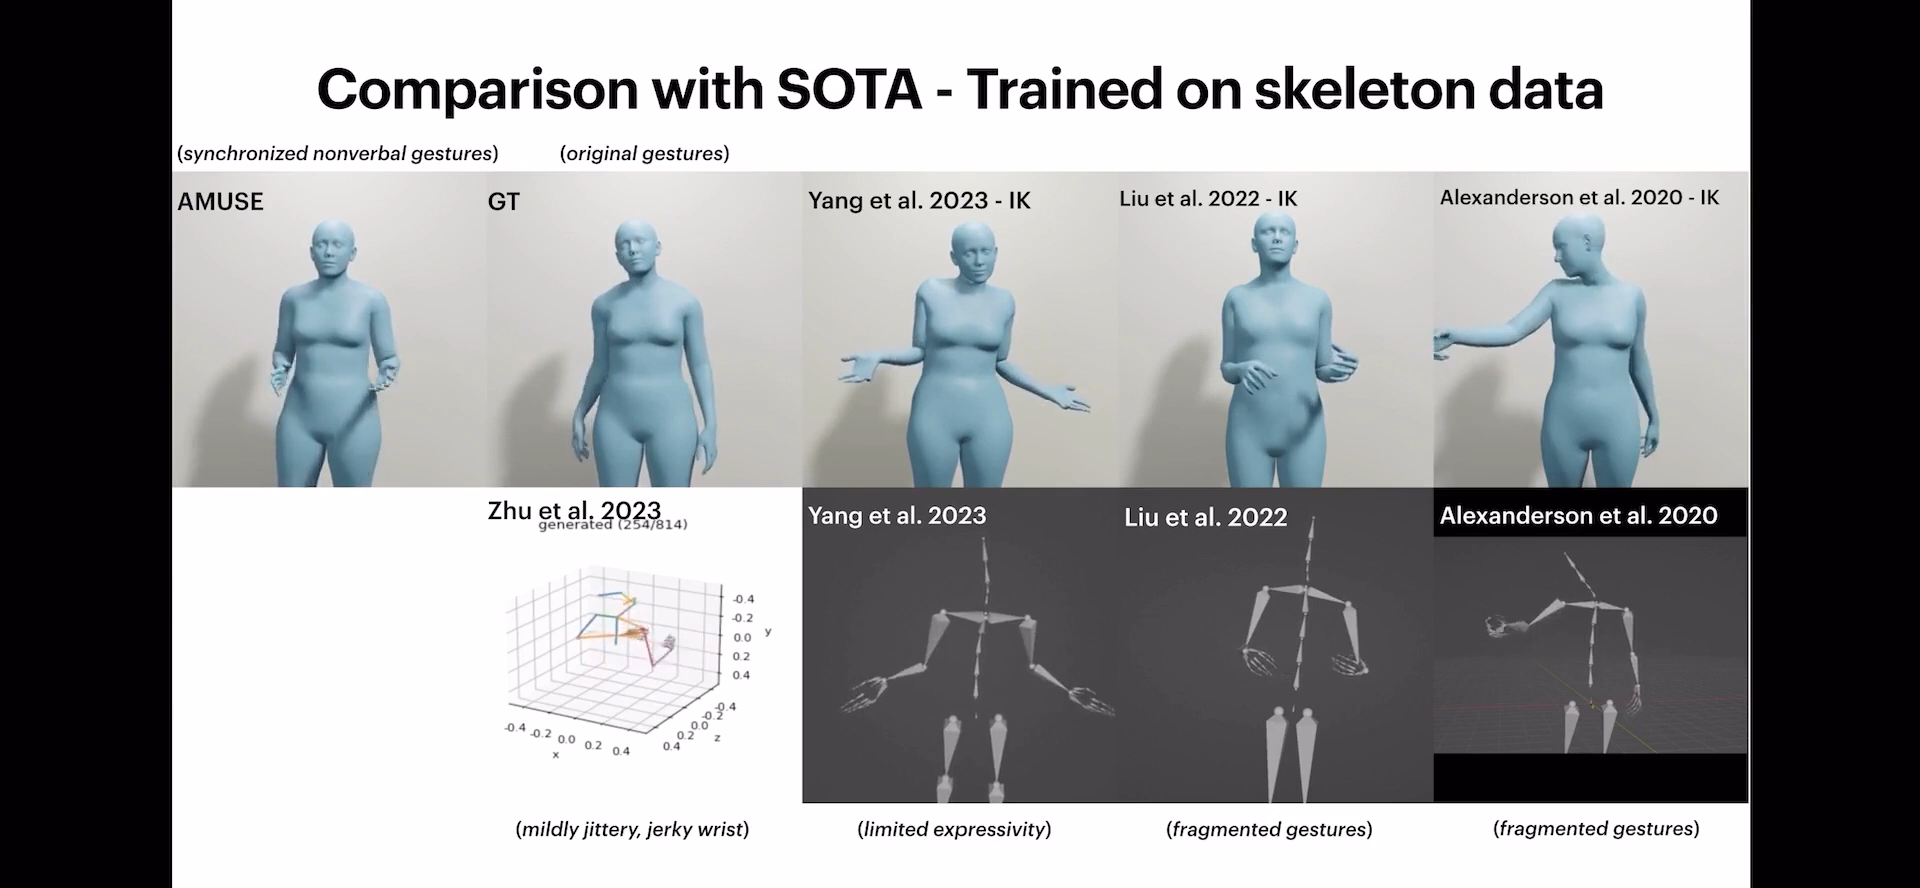 Comparison with SOTA - Trained on skeleton data
(synchronized nonverbal gestures)
(original gestures)
AMUSE
GT
Yang et al. 2023 - IK
Liu et al. 2022 - IK
Alexanderson et al. 2020 - IK
Zhu et al. 2023
generated (254/814)
-0.4
-0.2
0.0
0.2
0.4
y
-0.4
-0.2
0.0
0.2
0.4
z
-0.4 -0.2 0.0 0.2 0.4
x
Yang et al. 2023
Liu et al. 2022
Alexanderson et al. 2020
(mildly jittery, jerky wrist)
(limited expressivity)
(fragmented gestures)
(fragmented gestures)